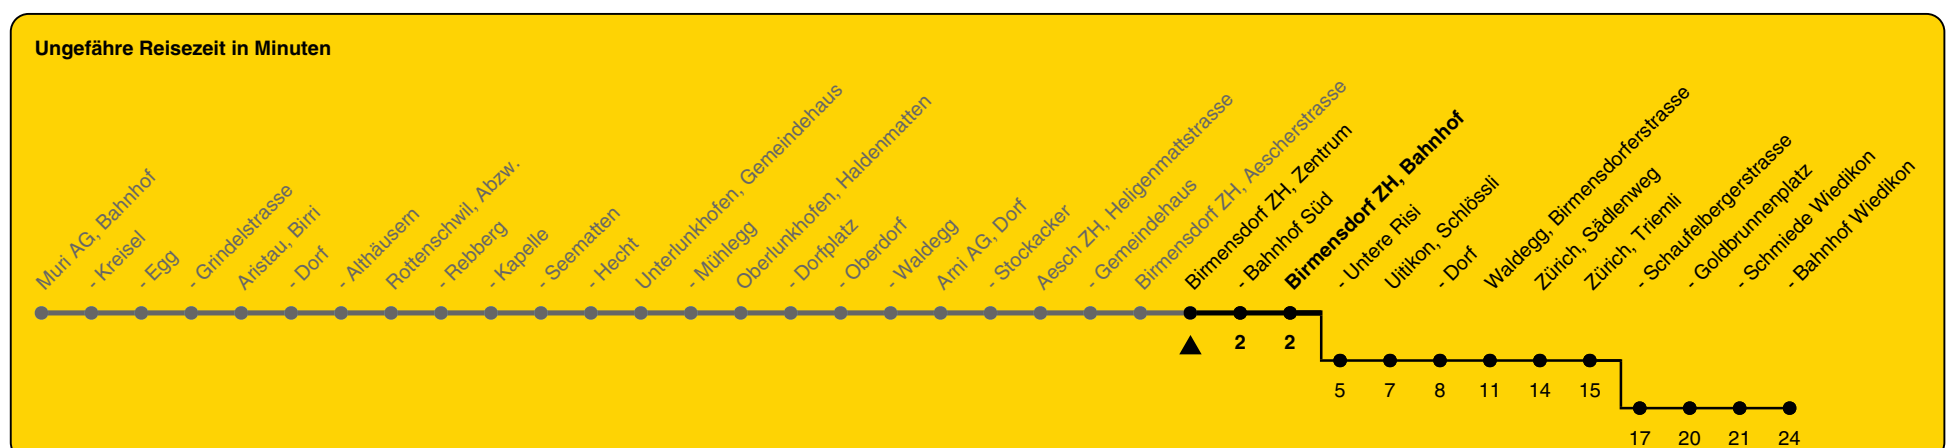 Ungefähre Reisezeit in Minuten
Muri AG, Bahnhof
- Kreisel
- Egg
- Grindelstrasse
Aristau, Birri
- Dorf
- Althäusern
Rottenschwil, Abzw.
- Rebberg
- Kapelle
- Seematten
- Hecht
Unterlunkhofen, Gemeindehaus
- Mühlegg
Oberlunkhofen, Haldenmatten
- Dorfplatz
- Oberdorf
- Waldegg
Arni AG, Dorf
- Stockacker
Aesch ZH, Heligenmattstrasse
- Gemeindehaus
Birmensdorf ZH, Aescherstrasse
Birmensdorf ZH, Zentrum
- Bahnhof Süd
Birmensdorf ZH, Bahnhof
- Untere Risi
Uitikon, Schlössli
- Dorf
Waldegg, Birmensdorferstrasse
Zürich, Sädlenweg
Zürich, Triemli
- Schaufelbergerstrasse
- Goldbrunnenplatz
- Schmiede Wiedikon
- Bahnhof Wiedikon
2 2
5 7 8 11 14 15
17 20 21 24